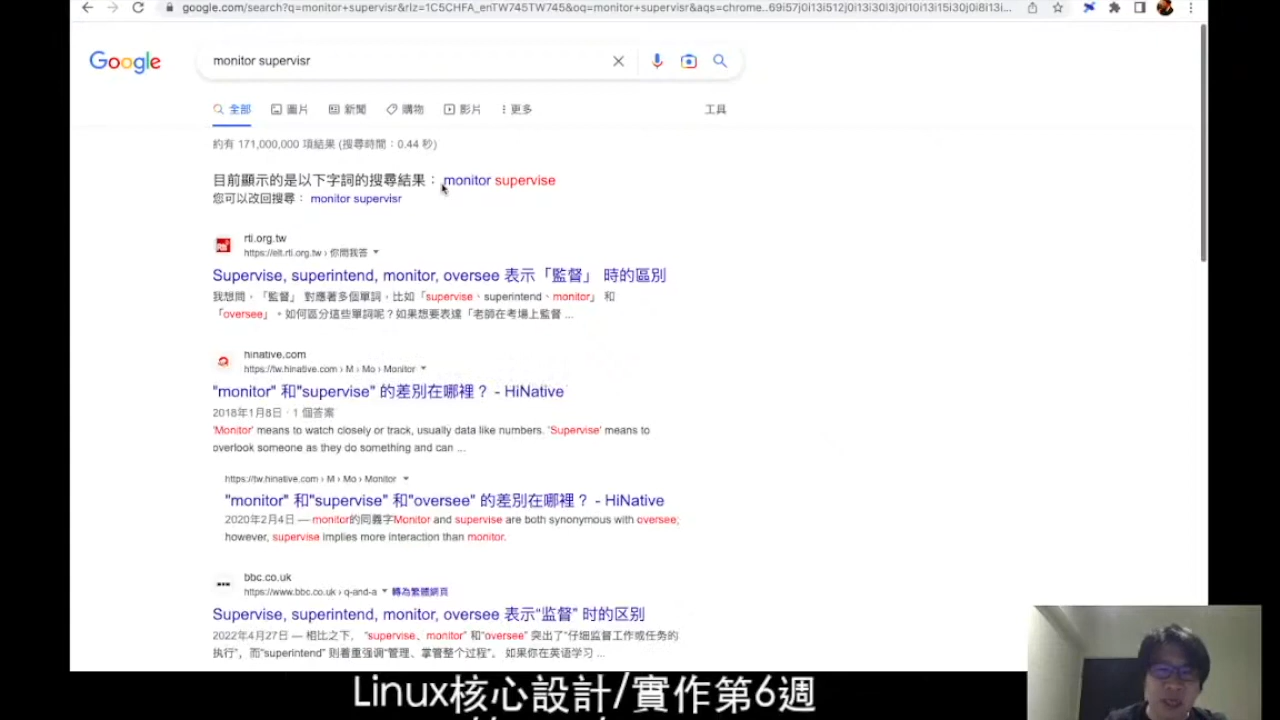 google.com/search?q=monitor+supervisr&rlz=1C5CHFA_enTW745TW745&oq=monitor+supervisr&aqs=chrome..69i57j0i13i512j0i13i30l3j0i10i13i15i30j0i8i13i...
Google
monitor supervisr
全部 圖片 新聞 購物 影片 更多 工具
約有 171,000,000 項結果 (搜尋時間：0.44 秒)
目前顯示的是以下字詞的搜尋結果： monitor supervise
您可以改回搜尋： monitor supervisr
rti.org.tw
https://elt.rti.org.tw › 你問我答
Supervise, superintend, monitor, oversee 表示「監督」 時的區別
我想問，「監督」 對應著多個單詞，比如「supervise、superintend、monitor」 和
「oversee」。如何區分這些單詞呢？如果想要表達「老師在考場上監督 ...
hinative.com
https://tw.hinative.com › M › Mo › Monitor
"monitor" 和"supervise" 的差別在哪裡？ - HiNative
2018年1月8日 · 1 個答案
'Monitor' means to watch closely or track, usually data like numbers. 'Supervise' means to
overlook someone as they do something and can ...
https://tw.hinative.com › M › Mo › Monitor
"monitor" 和"supervise" 和"oversee" 的差別在哪裡？ - HiNative
2020年2月4日 — monitor的同義字Monitor and supervise are both synonymous with oversee;
however, supervise implies more interaction than monitor.
bbc.co.uk
https://www.bbc.co.uk › q-and-a 轉為繁體網頁
Supervise, superintend, monitor, oversee 表示“监督” 时的区别
2022年4月27日 — 相比之下， “supervise、monitor” 和“oversee” 突出了“仔细监督工作或任务的
执行”，而“superintend” 则着重强调“管理、掌管整个过程”。 如果你在英语学习 ...
Linux核心設計/實作第6週